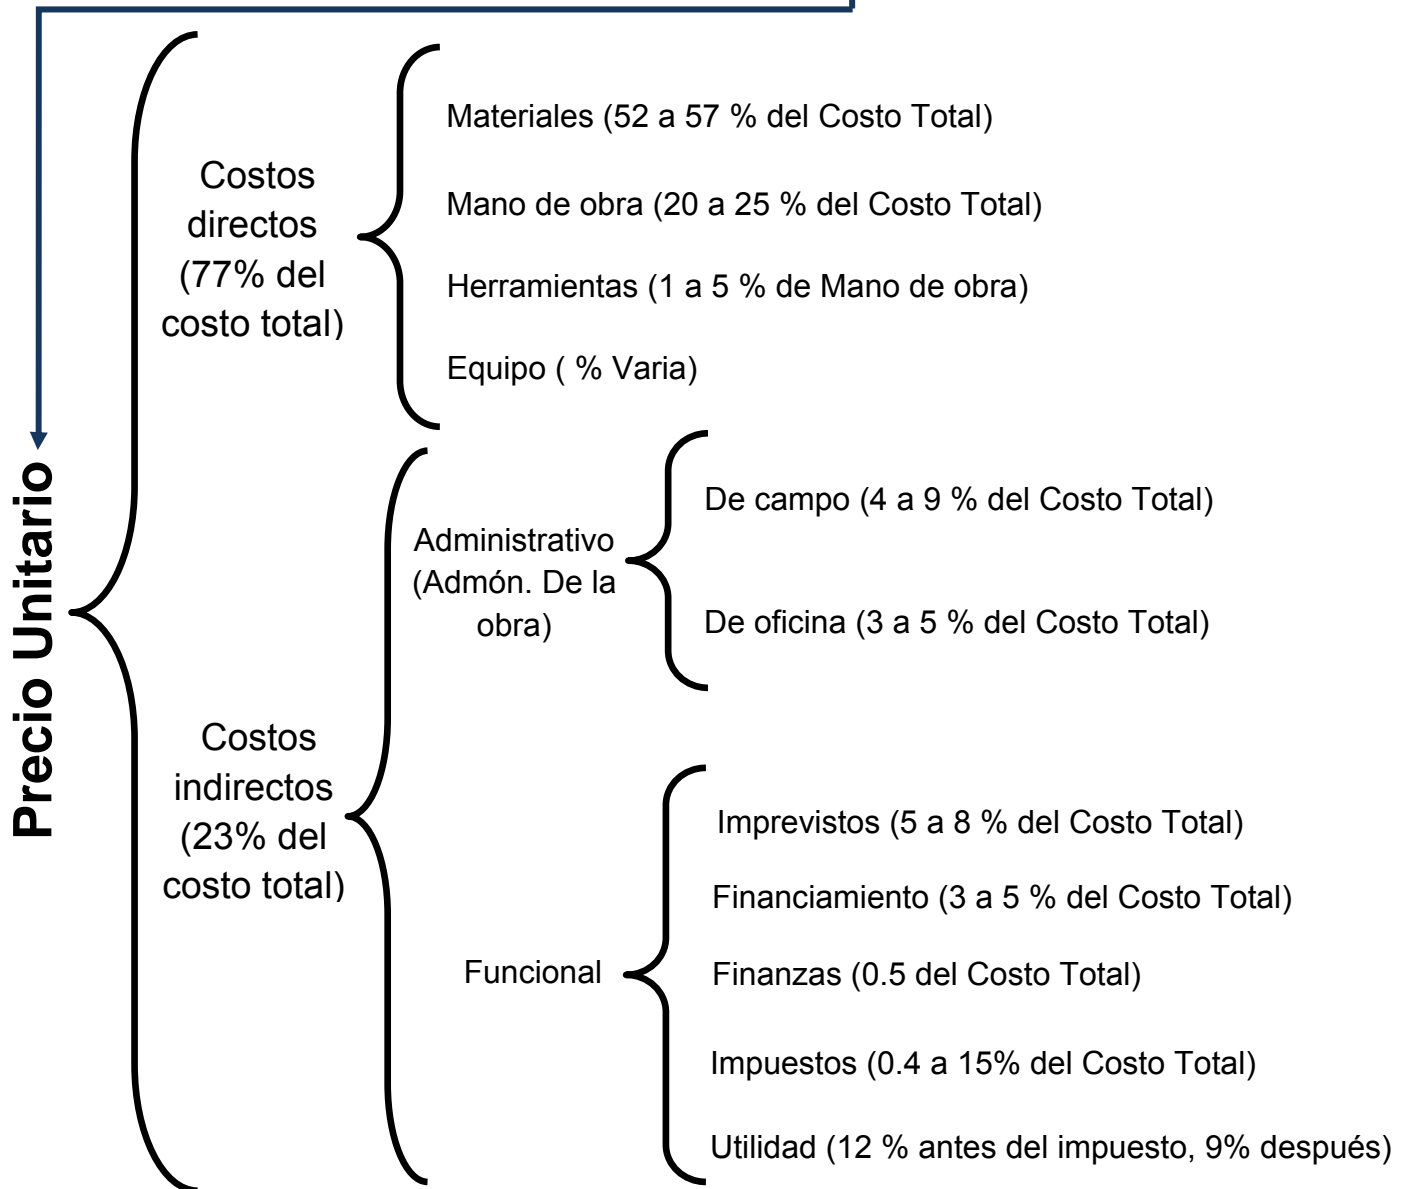 Precio Unitario
Costos
directos
(77% del
costo total)
Materiales (52 a 57 % del Costo Total)
Mano de obra (20 a 25 % del Costo Total)
Herramientas (1 a 5 % de Mano de obra)
Equipo ( % Varia)
Costos
indirectos
(23% del
costo total)
Administrativo
(Admón. De la
obra)
De campo (4 a 9 % del Costo Total)
De oficina (3 a 5 % del Costo Total)
Funcional
Imprevistos (5 a 8 % del Costo Total)
Financiamiento (3 a 5 % del Costo Total)
Finanzas (0.5 del Costo Total)
Impuestos (0.4 a 15% del Costo Total)
Utilidad (12 % antes del impuesto, 9% después)